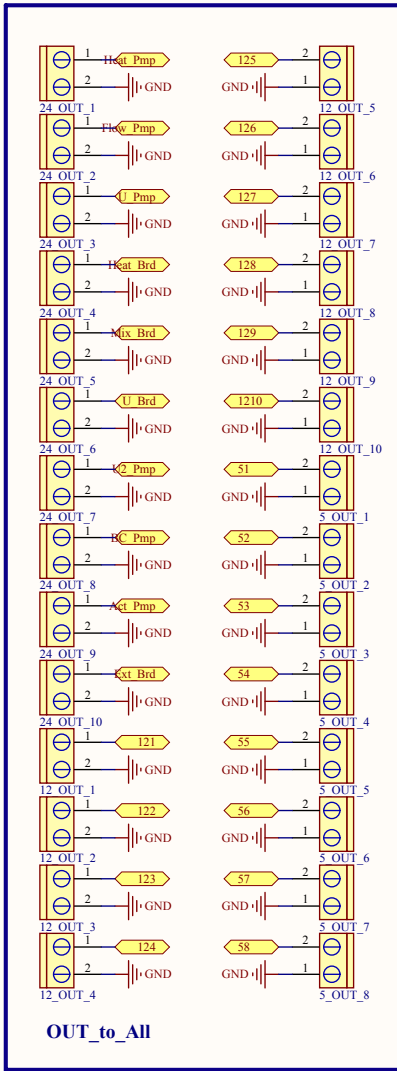 1 Heat_Pmp 125 2
2 GND GND 1
24_OUT_1 12_OUT_5
1 Flow_Pmp 126 2
2 GND GND 1
24_OUT_2 12_OUT_6
1 U_Pmp 127 2
2 GND GND 1
24_OUT_3 12_OUT_7
1 Heat_Brd 128 2
2 GND GND 1
24_OUT_4 12_OUT_8
1 Mix_Brd 129 2
2 GND GND 1
24_OUT_5 12_OUT_9
1 U_Brd 1210 2
2 GND GND 1
24_OUT_6 12_OUT_10
1 U2_Pmp 51 2
2 GND GND 1
24_OUT_7 5_OUT_1
1 BC_Pmp 52 2
2 GND GND 1
24_OUT_8 5_OUT_2
1 Act_Pmp 53 2
2 GND GND 1
24_OUT_9 5_OUT_3
1 Ext_Brd 54 2
2 GND GND 1
24_OUT_10 5_OUT_4
1 121 55 2
2 GND GND 1
12_OUT_1 5_OUT_5
1 122 56 2
2 GND GND 1
12_OUT_2 5_OUT_6
1 123 57 2
2 GND GND 1
12_OUT_3 5_OUT_7
1 124 58 2
2 GND GND 1
12_OUT_4 5_OUT_8
OUT_to_All